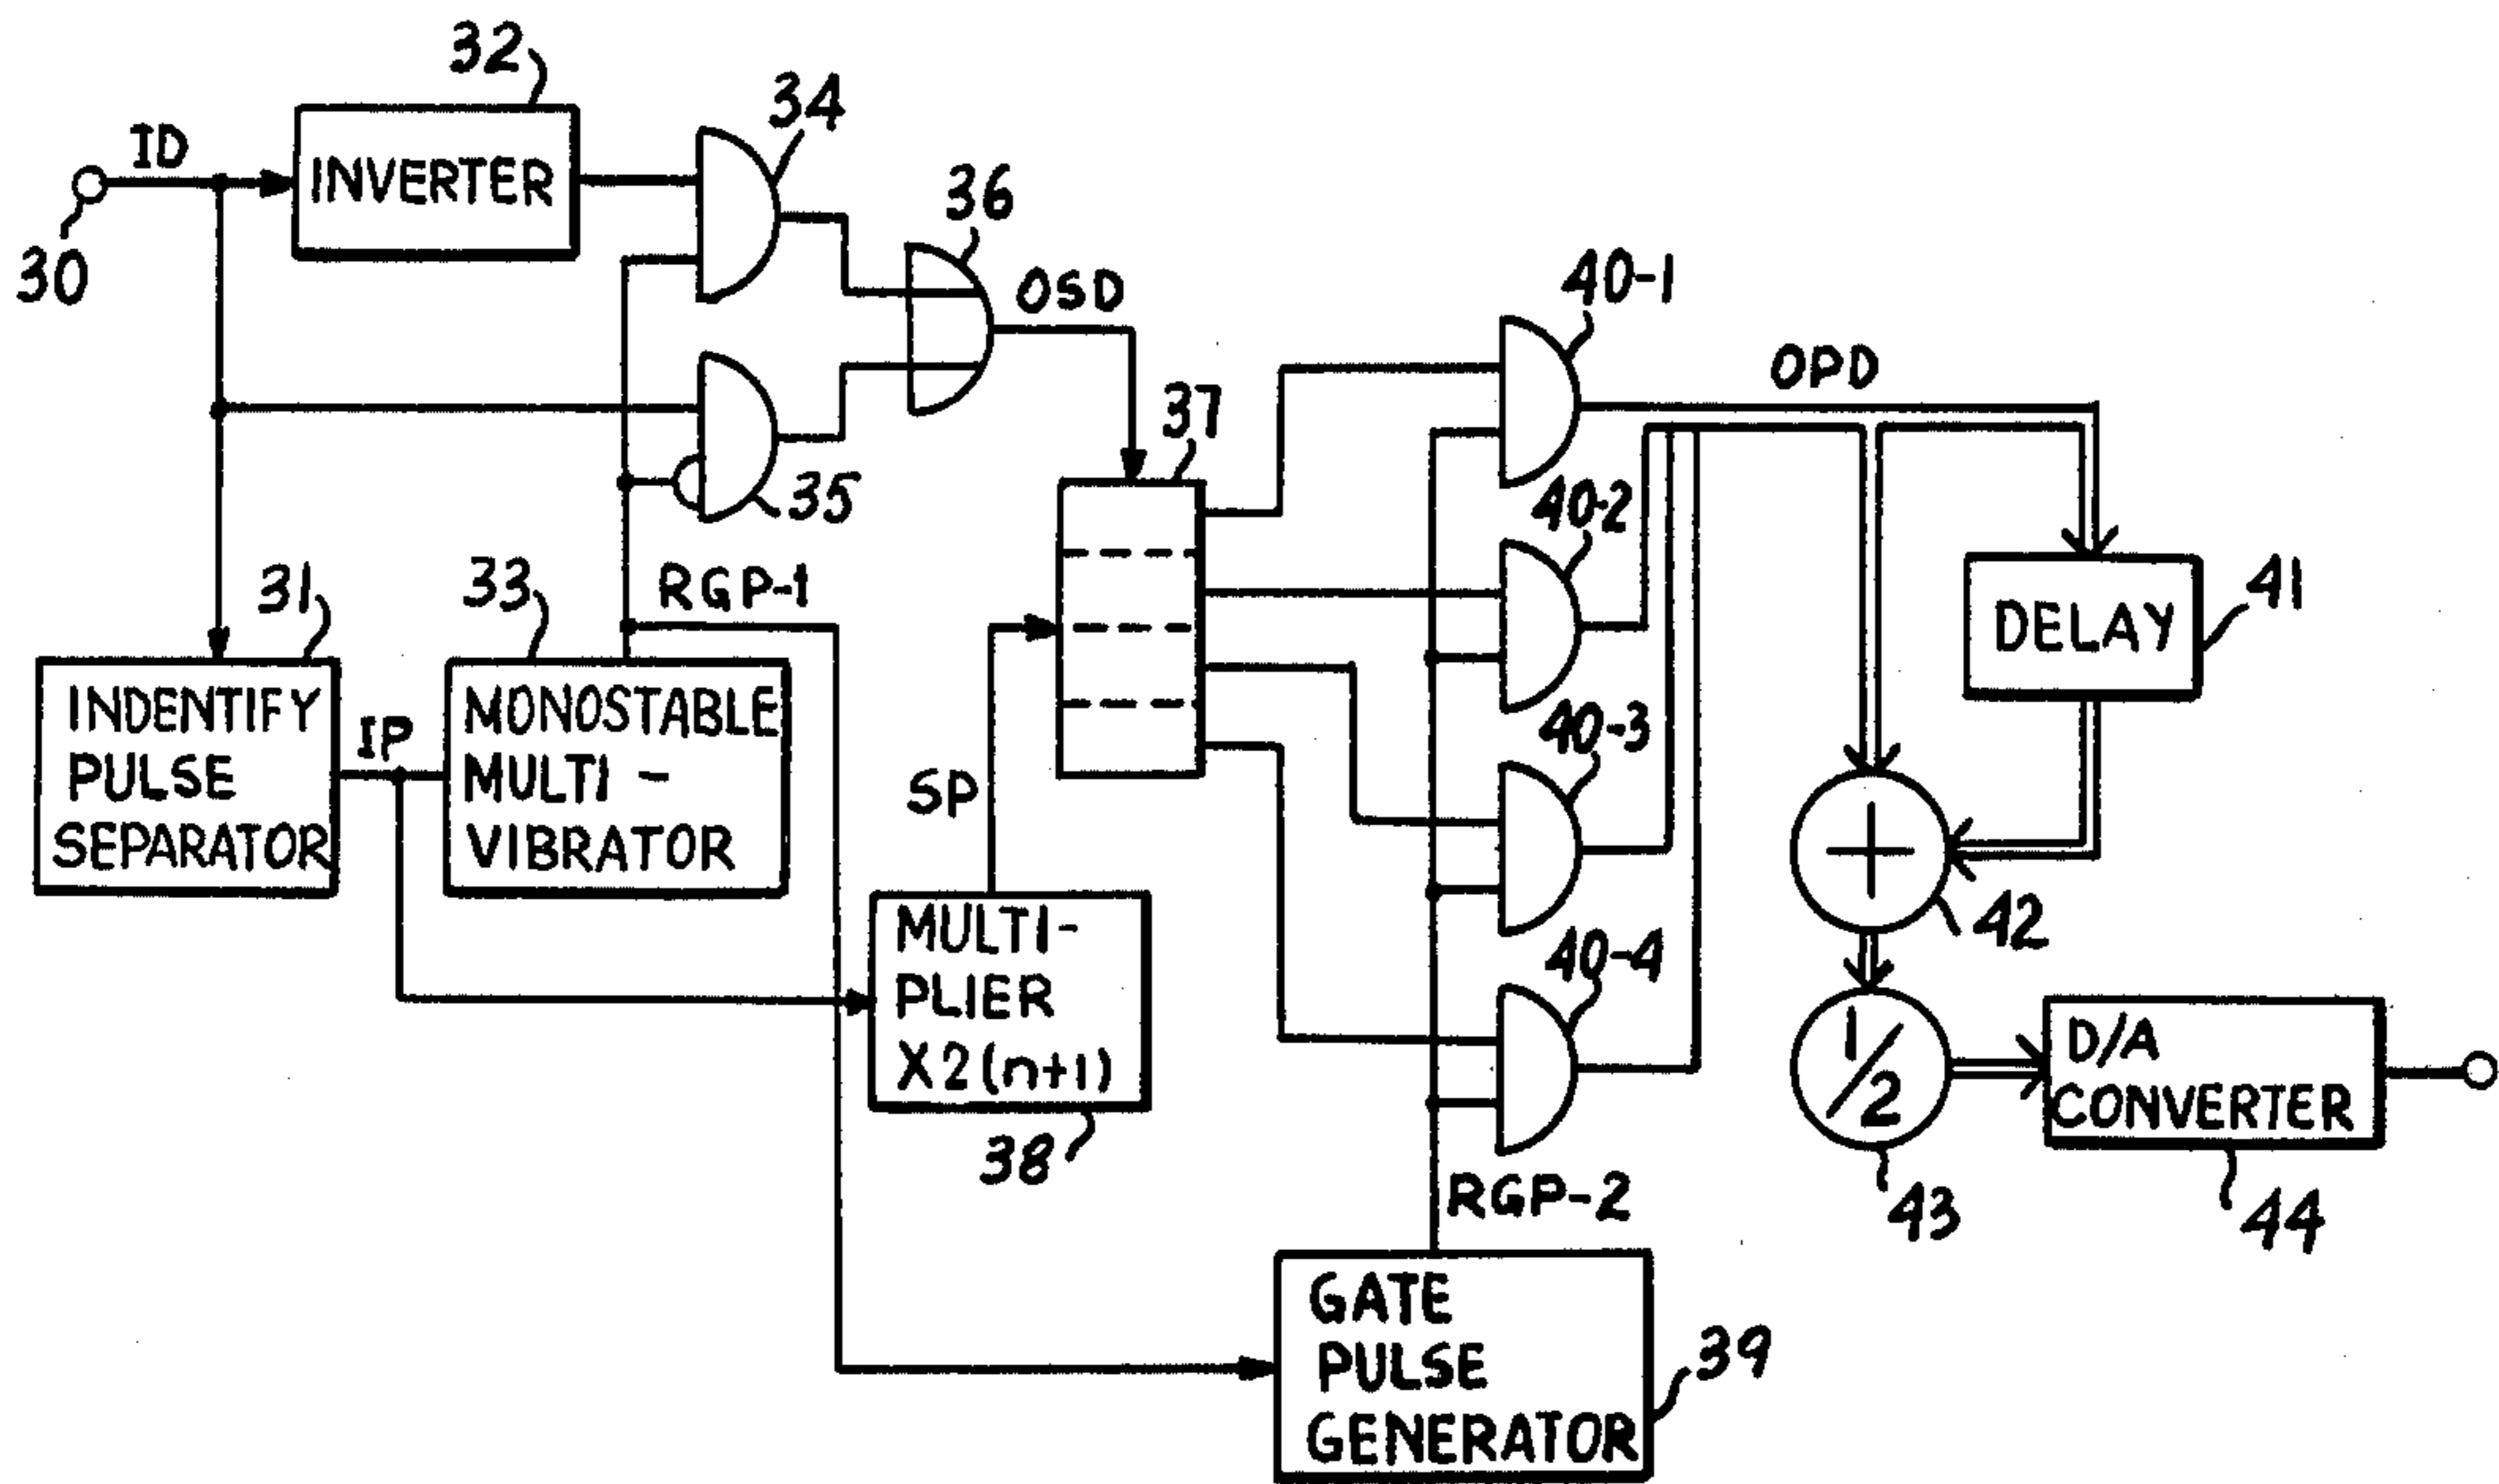 32
ID
INVERTER
30
34
36
OSD
35
37
40-1
OPD
40-2
40-3
40-4
31
INDENTIFY
PULSE
SEPARATOR
IP
33
MONOSTABLE
MULTI-
VIBRATOR
RGP-1
SP
MULTI-
PLIER
X2(n+1)
38
DELAY
41
+
42
1/2
43
D/A
CONVERTER
44
RGP-2
GATE
PULSE
GENERATOR
39